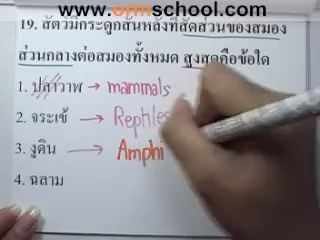 www.ormschool.com
19. สัตว์มีกระดูกสันหลังที่สัดส่วนของสมอง
ส่วนกลางต่อสมองทั้งหมด สูงสุดคือข้อใด
1. ปลาวาฬ → mammals
2. จระเข้ → Reptiles
3. งูดิน → Amphi
4. ฉลาม